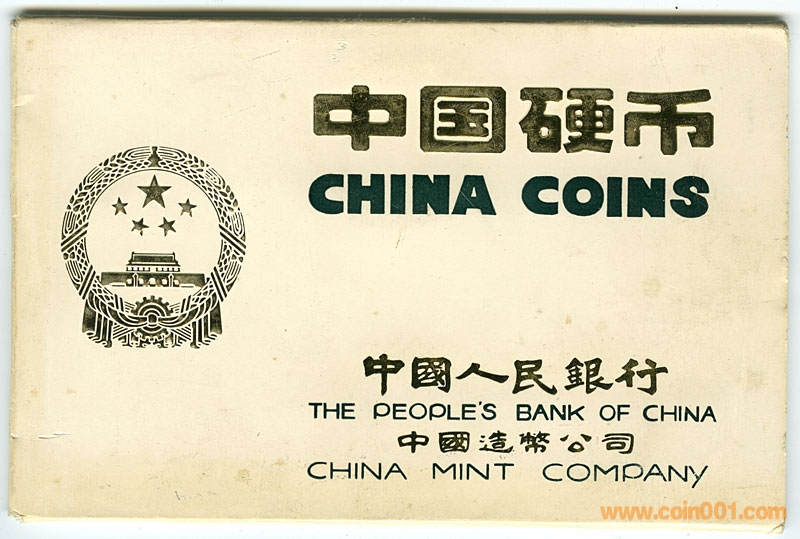 中国硬币
CHINA COINS
中國人民銀行
THE PEOPLE'S BANK OF CHINA
中國造幣公司
CHINA MINT COMPANY
www.coin001.com